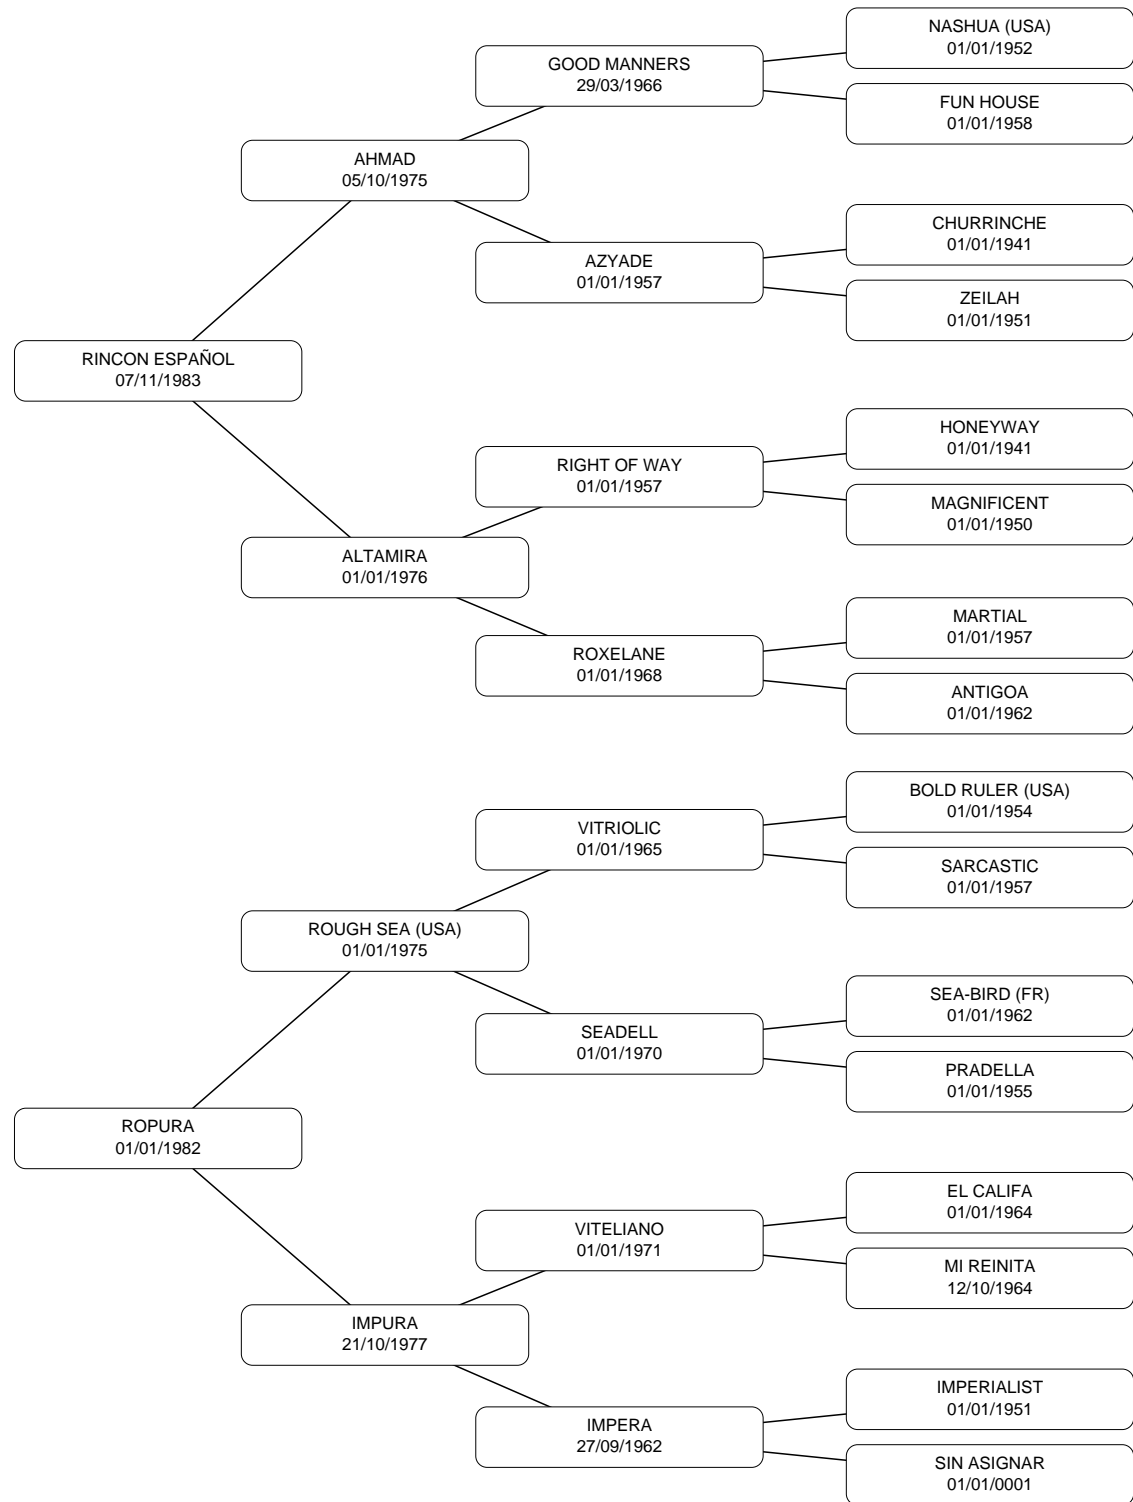 NASHUA (USA)
01/01/1952
GOOD MANNERS
29/03/1966
FUN HOUSE
01/01/1958
AHMAD
05/10/1975
CHURRINCHE
01/01/1941
AZYADE
01/01/1957
ZEILAH
01/01/1951
RINCON ESPAÑOL
07/11/1983
HONEYWAY
01/01/1941
RIGHT OF WAY
01/01/1957
MAGNIFICENT
01/01/1950
ALTAMIRA
01/01/1976
MARTIAL
01/01/1957
ROXELANE
01/01/1968
ANTIGOA
01/01/1962
BOLD RULER (USA)
01/01/1954
VITRIOLIC
01/01/1965
SARCASTIC
01/01/1957
ROUGH SEA (USA)
01/01/1975
SEA-BIRD (FR)
01/01/1962
SEADELL
01/01/1970
PRADELLA
01/01/1955
ROPURA
01/01/1982
EL CALIFA
01/01/1964
VITELIANO
01/01/1971
MI REINITA
12/10/1964
IMPURA
21/10/1977
IMPERIALIST
01/01/1951
IMPERA
27/09/1962
SIN ASIGNAR
01/01/0001